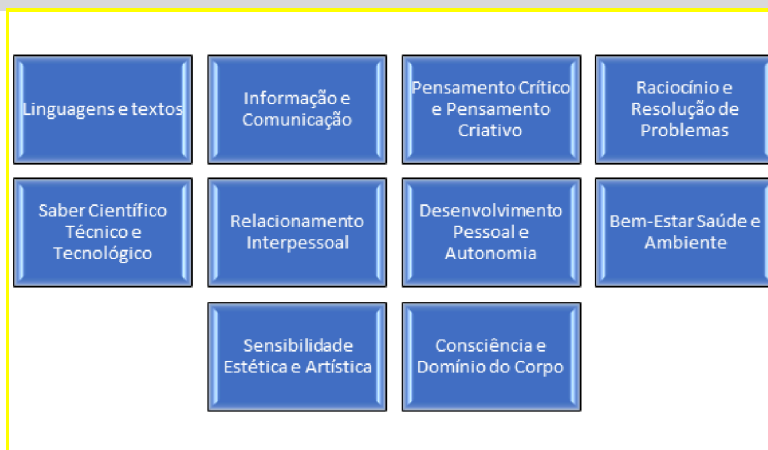 Linguagens e textos
Informação e
Comunicação
Pensamento Crítico
e Pensamento
Criativo
Raciocínio e
Resolução de
Problemas
Saber Científico
Técnico e
Tecnológico
Relacionamento
Interpessoal
Desenvolvimento
Pessoal e
Autonomia
Bem-Estar Saúde e
Ambiente
Sensibilidade
Estética e Artística
Consciência e
Domínio do Corpo